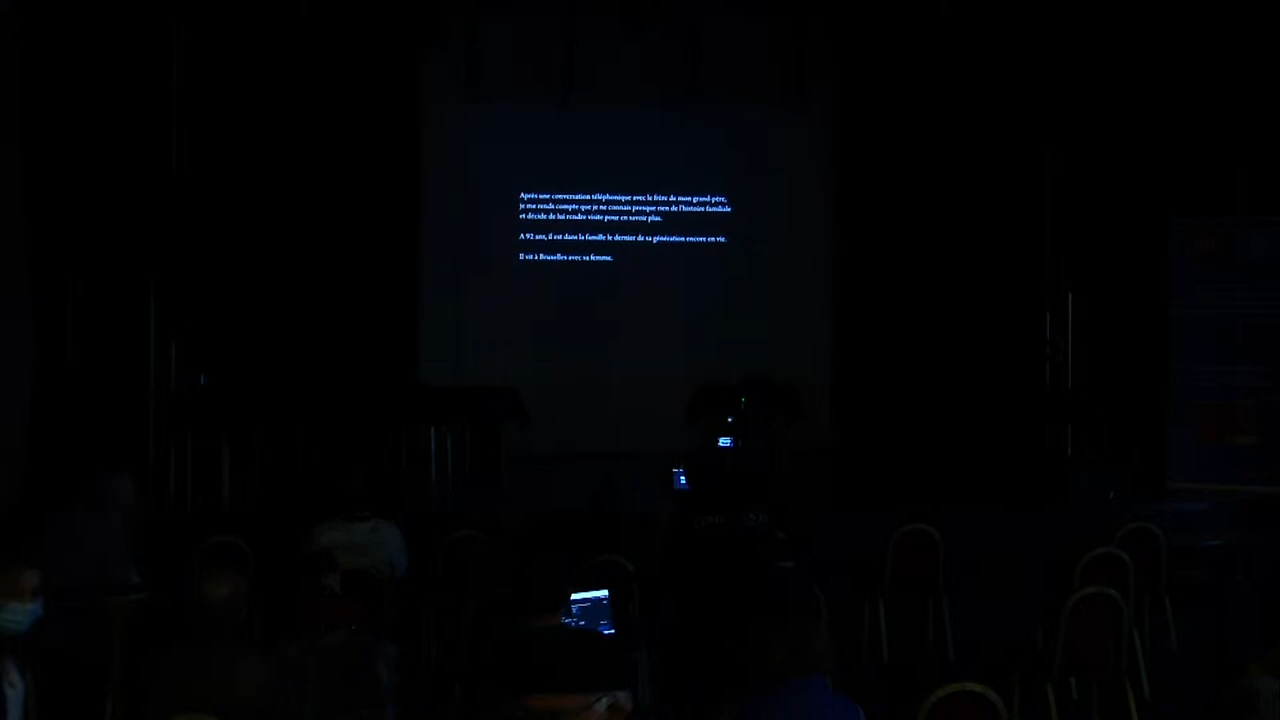 Après une conversation téléphonique avec le frère de mon grand-père,
je me rends compte que je ne connais presque rien de l'histoire familiale
et décide de lui rendre visite pour en savoir plus.
A 92 ans, il est dans la famille le dernier de sa génération encore en vie.
Il vit à Bruxelles avec sa femme.